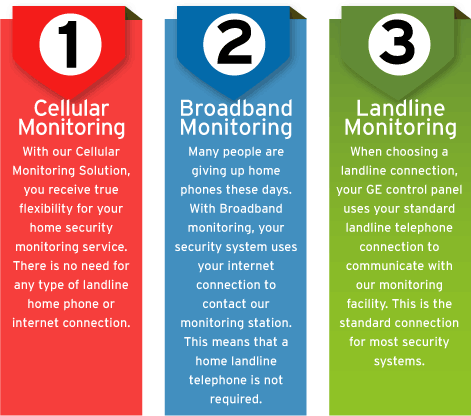 1
Cellular
Monitoring
With our Cellular
Monitoring Solution,
you receive true
flexibility for your
home security
monitoring service.
There is no need for
any type of landline
home phone or
internet connection.
2
Broadband
Monitoring
Many people are
giving up home
phones these days.
With Broadband
monitoring, your
security system uses
your internet
connection to
contact our
monitoring station.
This means that a
home landline
telephone is not
required.
3
Landline
Monitoring
When choosing a
landline connection,
your GE control panel
uses your standard
landline telephone
connection to
communicate with
our monitoring
facility. This is the
standard connection
for most security
systems.